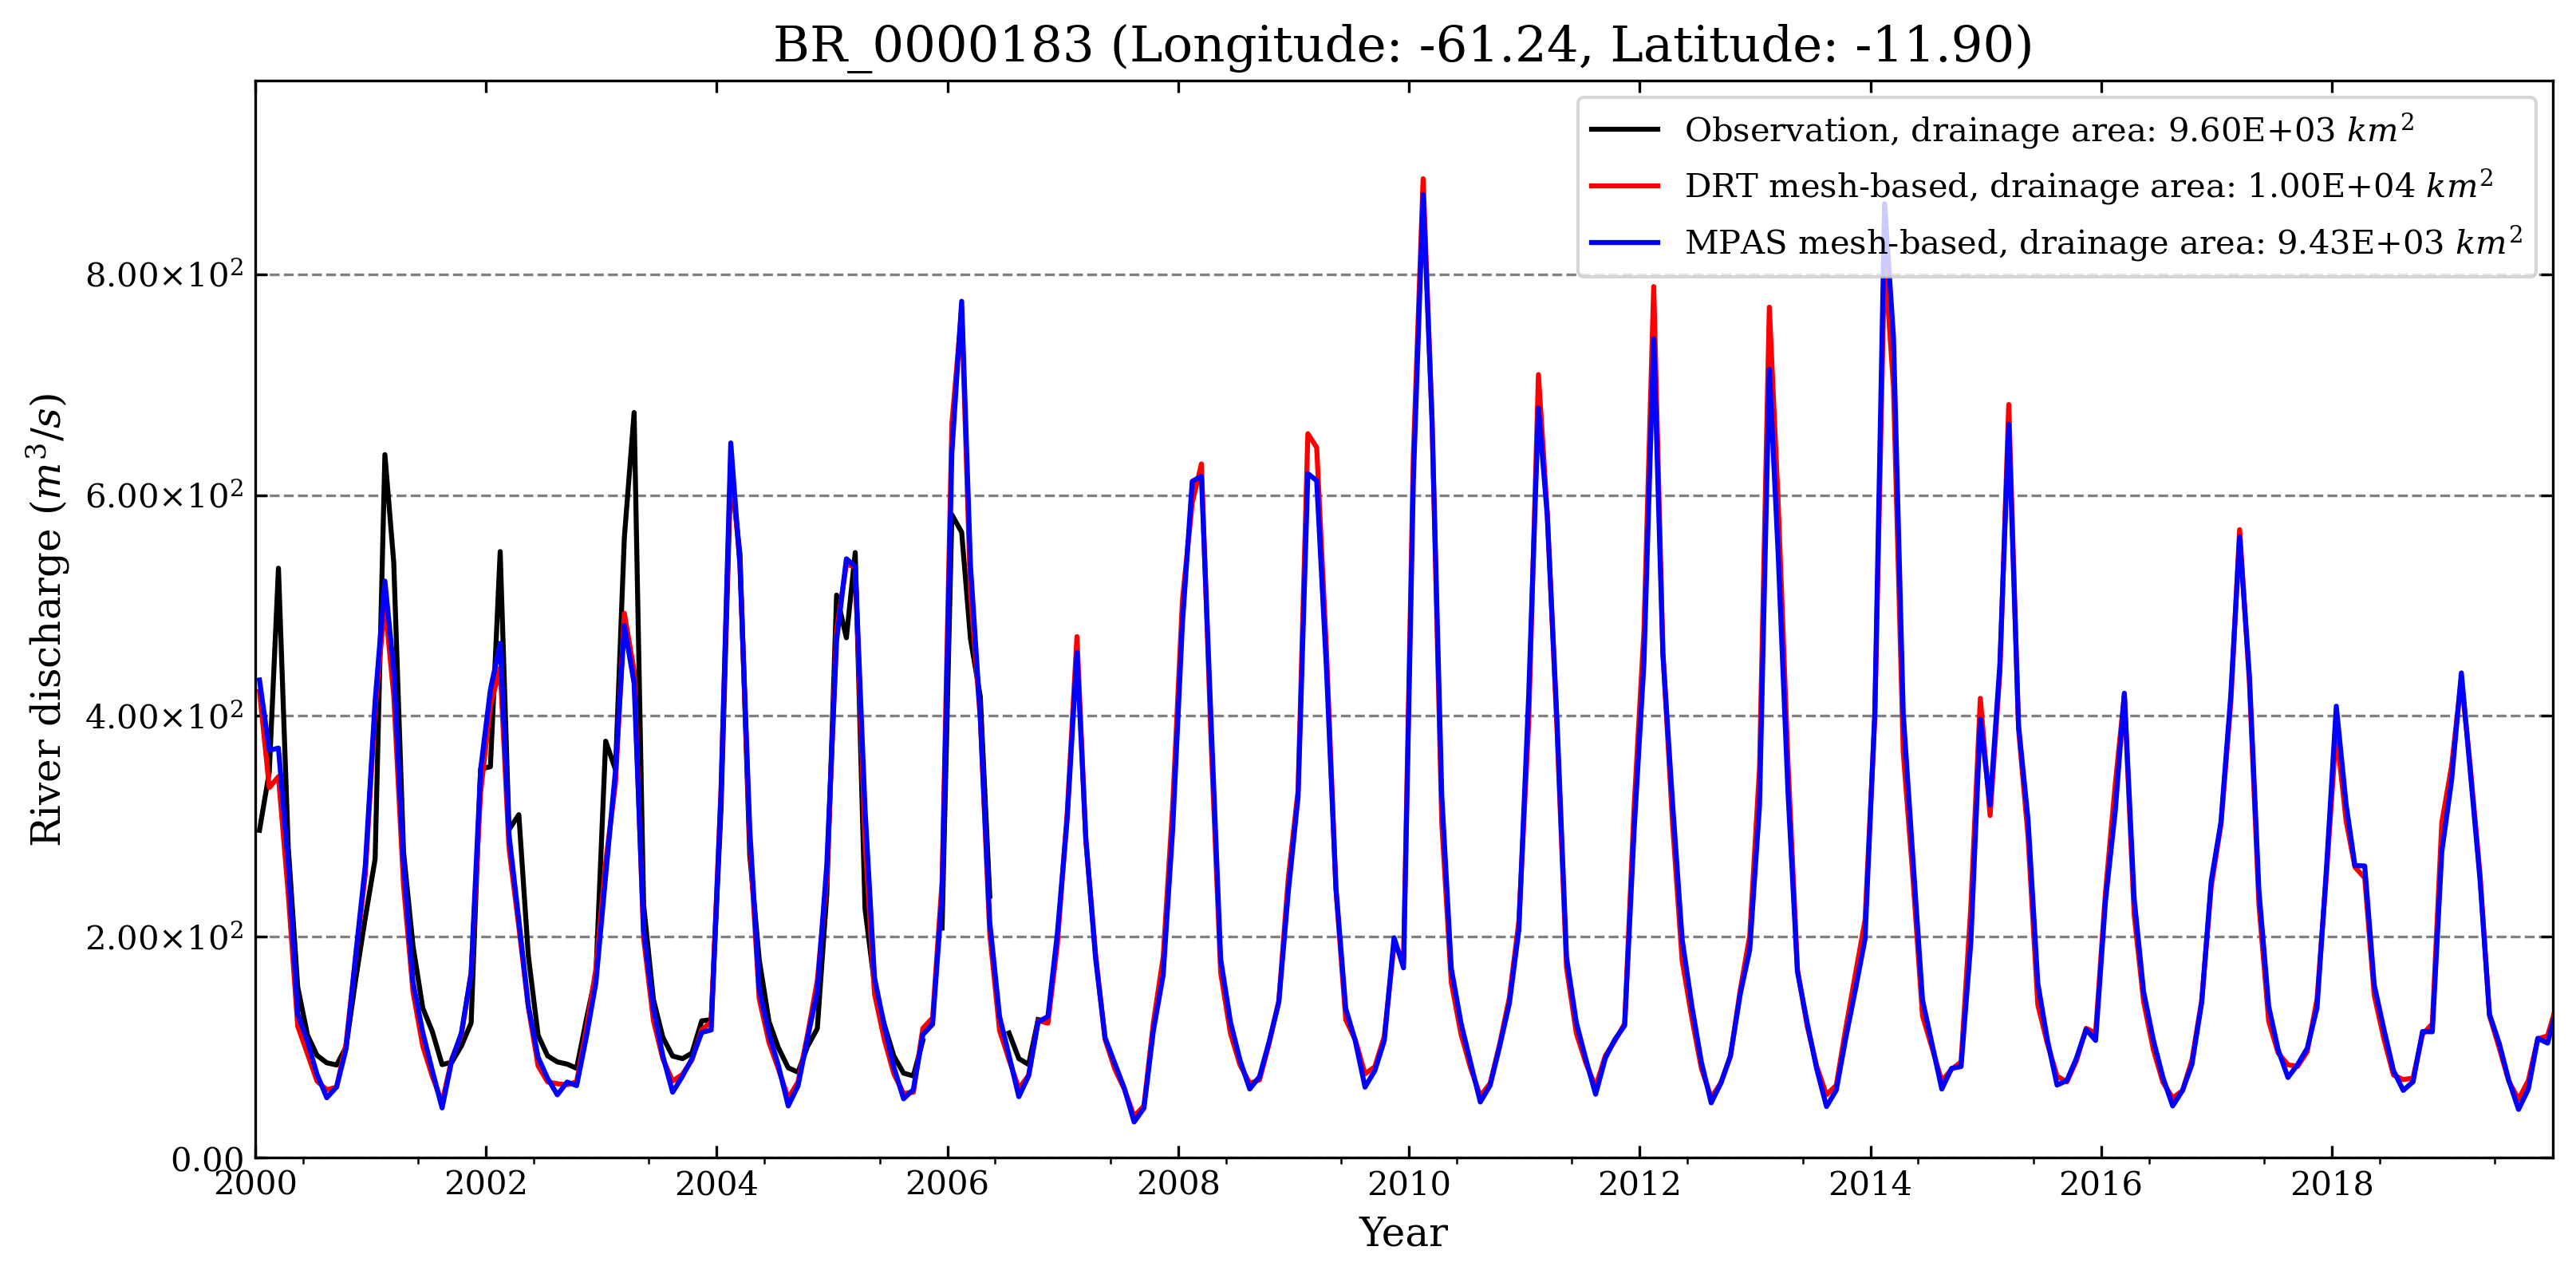 BR_0000183 (Longitude: -61.24, Latitude: -11.90)
Observation, drainage area: 9.60E+03 km²
DRT mesh-based, drainage area: 1.00E+04 km²
MPAS mesh-based, drainage area: 9.43E+03 km²
River discharge (m³/s)
8.00×10²
6.00×10²
4.00×10²
2.00×10²
0.00
2000 2002 2004 2006 2008 2010 2012 2014 2016 2018
Year